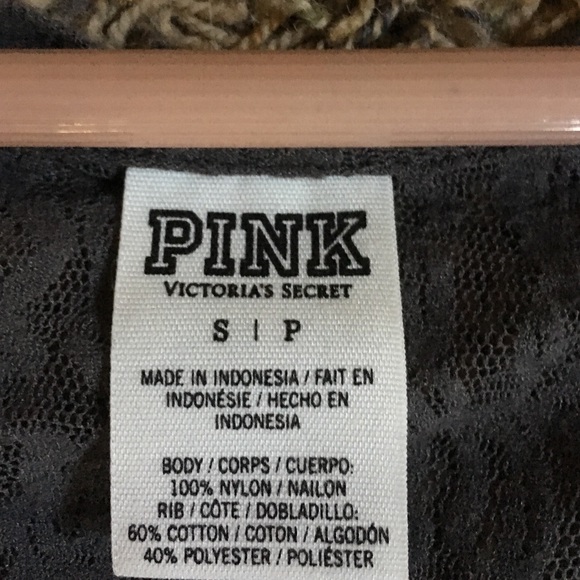 PINK
VICTORIA'S SECRET
S | P
MADE IN INDONESIA / FAIT EN
INDONÉSIE / HECHO EN
INDONESIA
BODY / CORPS / CUERPO:
100% NYLON / NAILON
RIB / CÔTE / DOBLADILLO:
60% COTTON / COTON / ALGODÓN
40% POLYESTER / POLIÉSTER